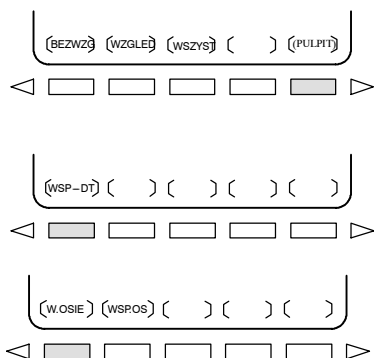 (BEZWZG) (WZGLED) (WSZYST) ( ) ((PULPIT))
(WSP–DT) ( ) ( ) ( ) ( )
(W.OSIE) (WSP.OS) ( ) ( ) ( )